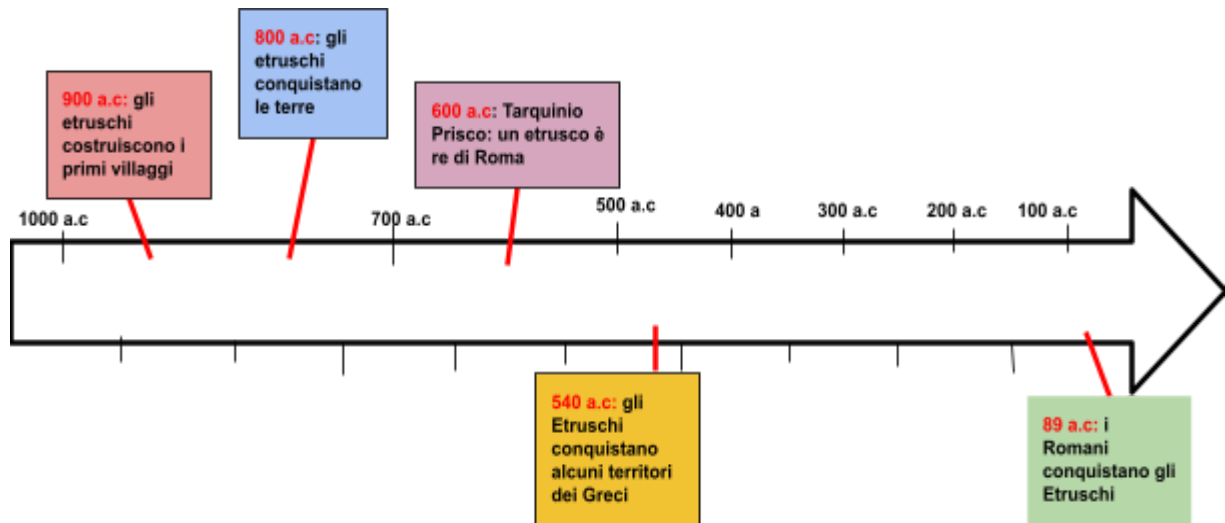 800 a.c: gli
etruschi
conquistano
le terre
900 a.c: gli
etruschi
costruiscono i
primi villaggi
600 a.c: Tarquinio
Prisco: un etrusco è
re di Roma
1000 a.c
700 a.c
500 a.c
400 a
300 a.c
200 a.c
100 a.c
540 a.c: gli
Etruschi
conquistano
alcuni territori
dei Greci
89 a.c: i
Romani
conquistano gli
Etruschi